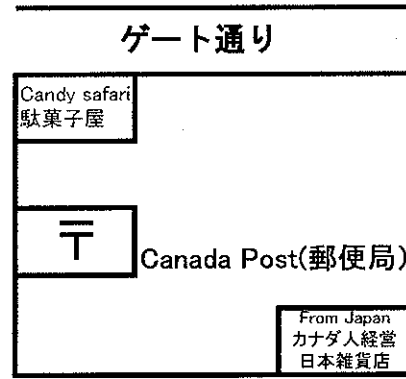 ゲート通り
Candy safari
駄菓子屋
〒
Canada Post(郵便局)
From Japan
カナダ人経営
日本雑貨店